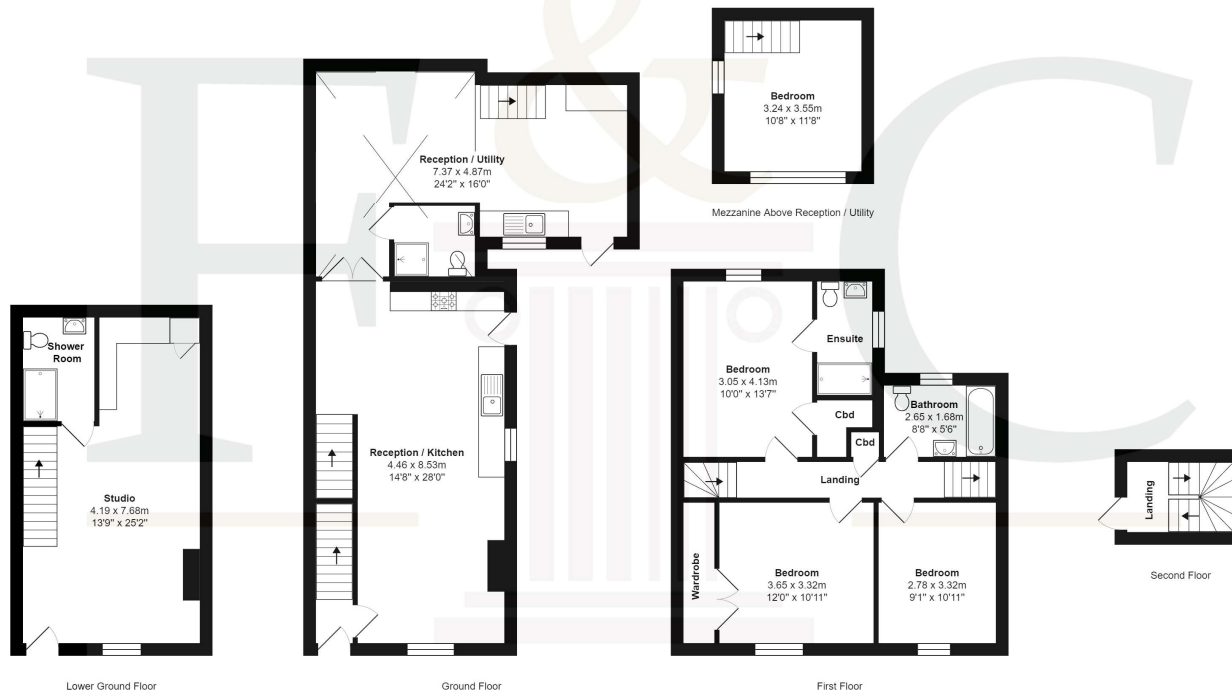 F & C
Bedroom
3.24 x 3.55m
10'8" x 11'8"
Mezzanine Above Reception / Utility
Reception / Utility
7.37 x 4.87m
24'2" x 16'0"
Shower
Room
Studio
4.19 x 7.68m
13'9" x 25'2"
Lower Ground Floor
Reception / Kitchen
4.46 x 8.53m
14'8" x 28'0"
Ground Floor
Ensuite
Bedroom
3.05 x 4.13m
10'0" x 13'7"
Cbd
Cbd
Bathroom
2.65 x 1.68m
8'8" x 5'6"
Landing
Wardrobe
Bedroom
3.65 x 3.32m
12'0" x 10'11"
Bedroom
2.78 x 3.32m
9'1" x 10'11"
First Floor
Landing
Second Floor